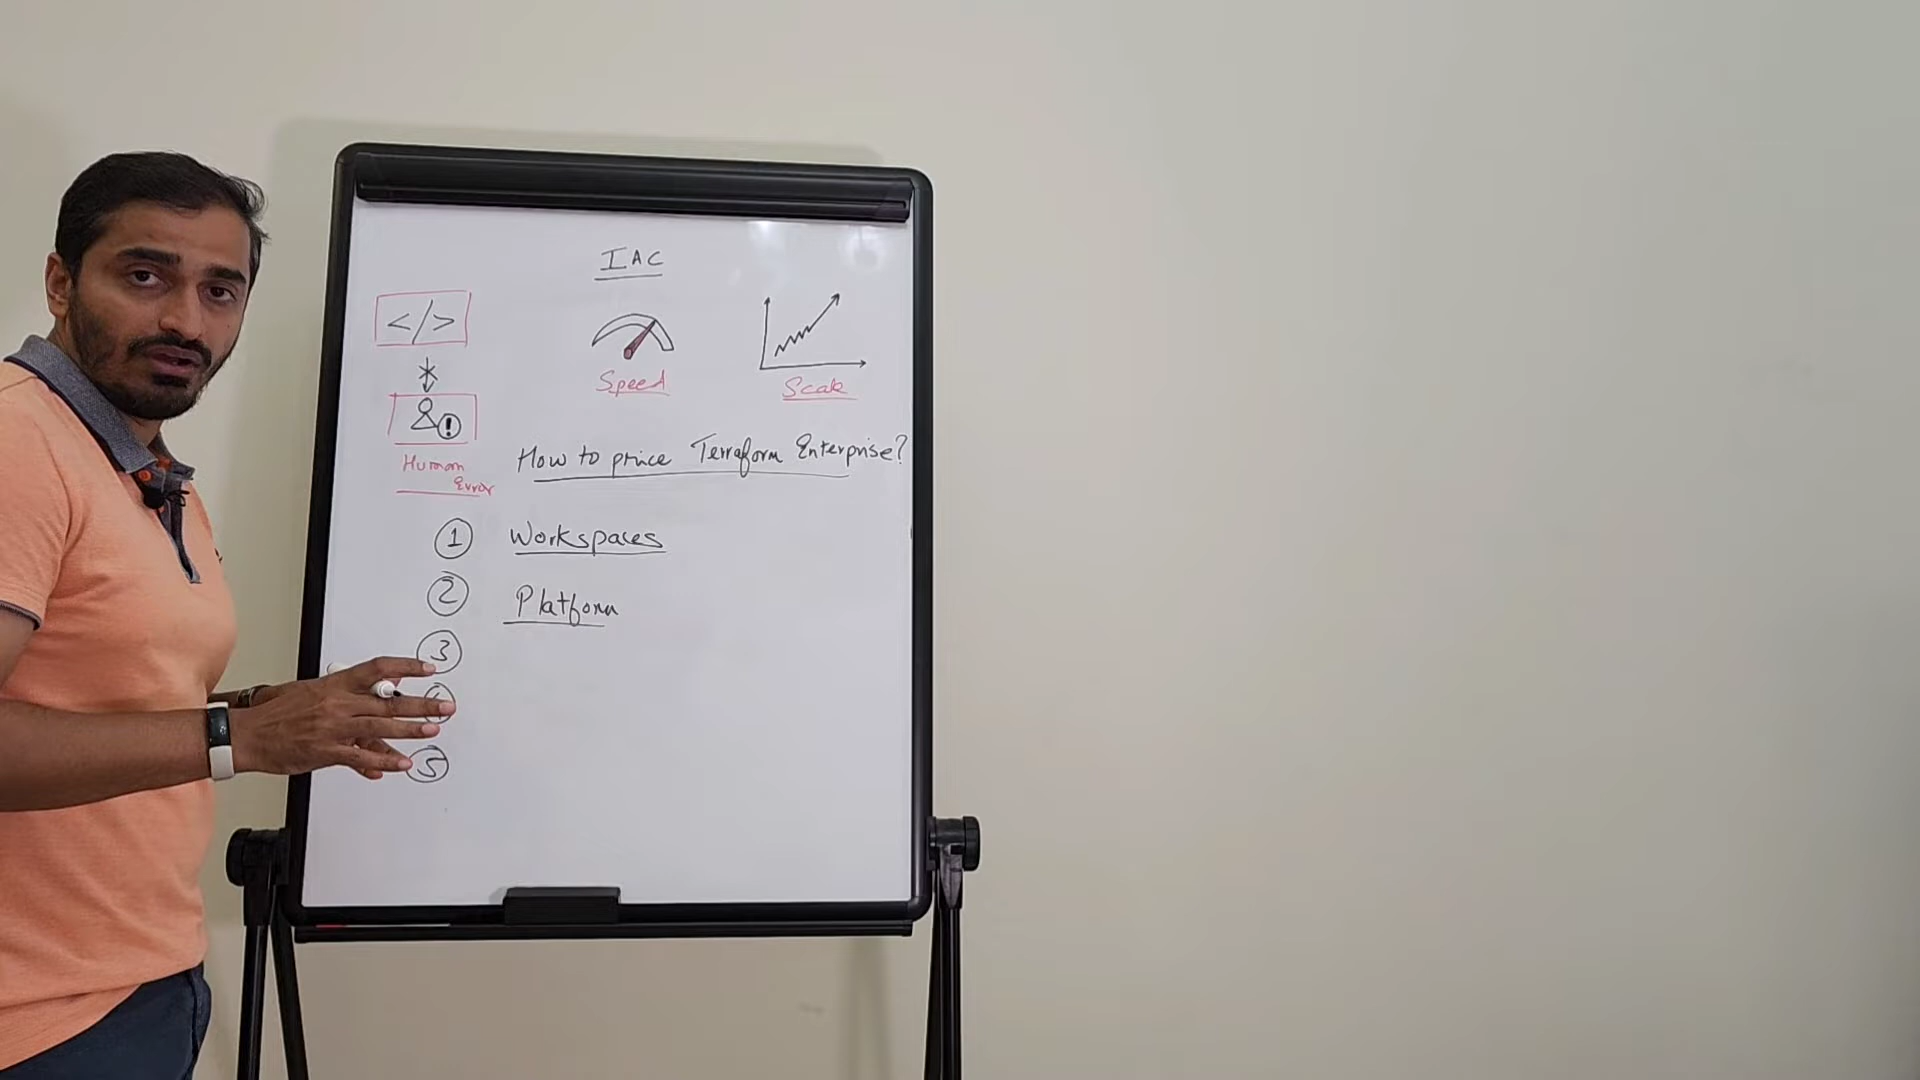 IAC
</>
!
Speed
Scale
Human
Error
How to price Terraform Enterprise?
1 Workspaces
2 Platform
3
4
5